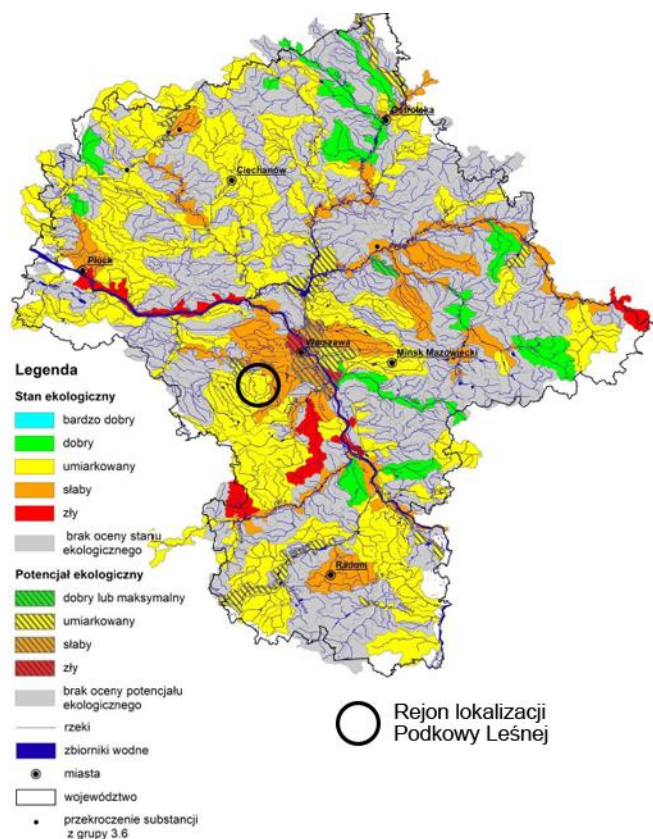 Ostrołęka
Ciechanów
Płock
Warszawa
Mińsk Mazowiecki
Radom
Legenda
Stan ekologiczny
bardzo dobry
dobry
umiarkowany
słaby
zły
brak oceny stanu
ekologicznego
Potencjał ekologiczny
dobry lub maksymalny
umiarkowany
słaby
zły
brak oceny potencjału
ekologicznego
rzeki
zbiorniki wodne
miasta
województwo
przekroczenie substancji
z grupy 3.6
Rejon lokalizacji
Podkowy Leśnej